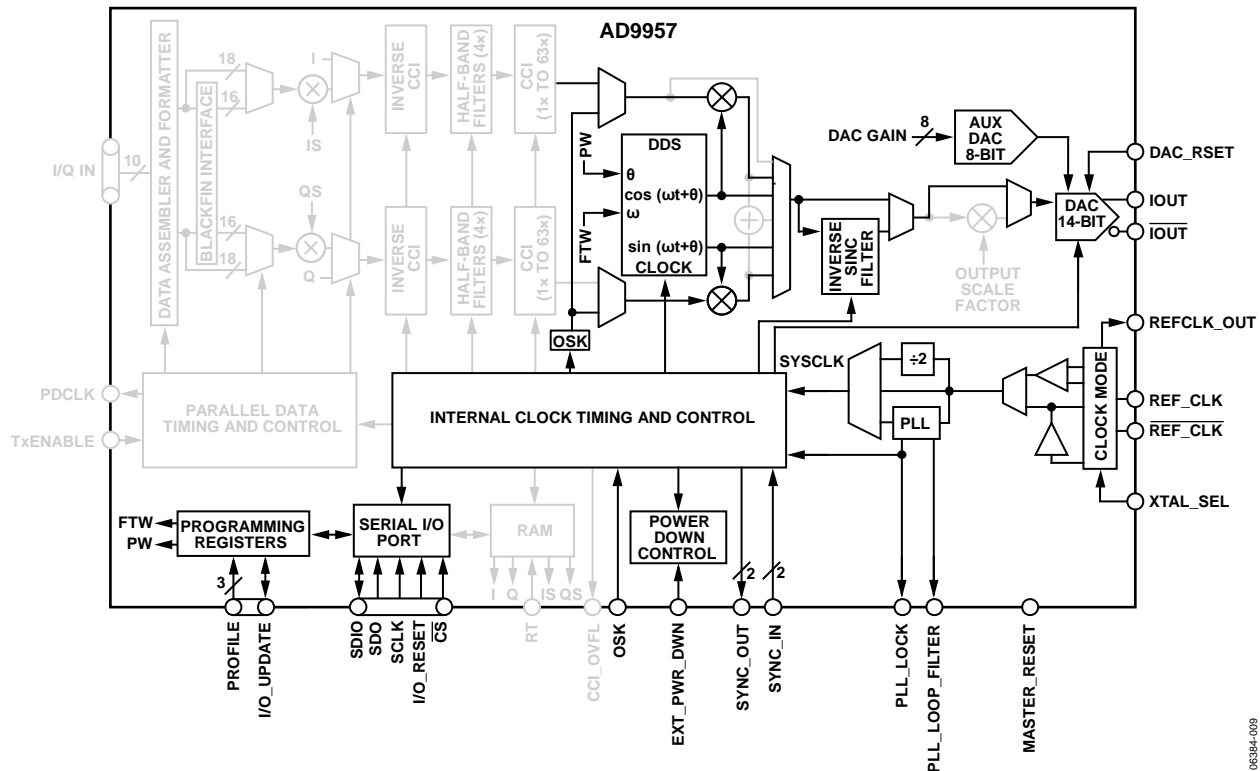 AD9957
I/Q IN
10
DATA ASSEMBLER AND FORMATTER
BLACKFIN INTERFACE
18
16
IS
I
QS
16
18
Q
INVERSE
CCI
HALF-BAND
FILTERS (4×)
CCI
(1× TO 63×)
INVERSE
CCI
HALF-BAND
FILTERS (4×)
CCI
(1× TO 63×)
PW
FTW
DDS
θ
cos (ωt+θ)
ω
sin (ωt+θ)
CLOCK
OSK
INVERSE
SINC
FILTER
OUTPUT
SCALE
FACTOR
DAC GAIN
8
AUX
DAC
8-BIT
DAC
14-BIT
DAC_RSET
IOUT
IOUT
REFCLK_OUT
REF_CLK
REF_CLK
XTAL_SEL
CLOCK MODE
SYSCLK
÷2
PLL
PDCLK
TxENABLE
PARALLEL DATA
TIMING AND CONTROL
INTERNAL CLOCK TIMING AND CONTROL
FTW
PW
PROGRAMMING
REGISTERS
SERIAL I/O
PORT
RAM
I
Q
IS
QS
POWER
DOWN
CONTROL
3
2
2
PROFILE
I/O_UPDATE
SDIO
SDO
SCLK
I/O_RESET
CS
RT
CCI_OVFL
OSK
EXT_PWR_DWN
SYNC_OUT
SYNC_IN
PLL_LOCK
PLL_LOOP_FILTER
MASTER_RESET
06384-009